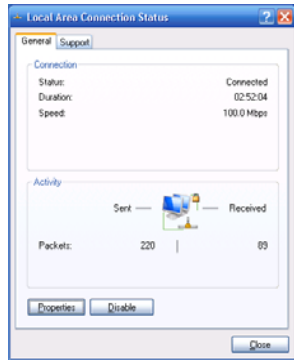 Local Area Connection Status
General Support
Connection
Status: Connected
Duration: 02:52:04
Speed: 100.0 Mbps
Activity
Sent Received
Packets: 220 89
Properties Disable
Close